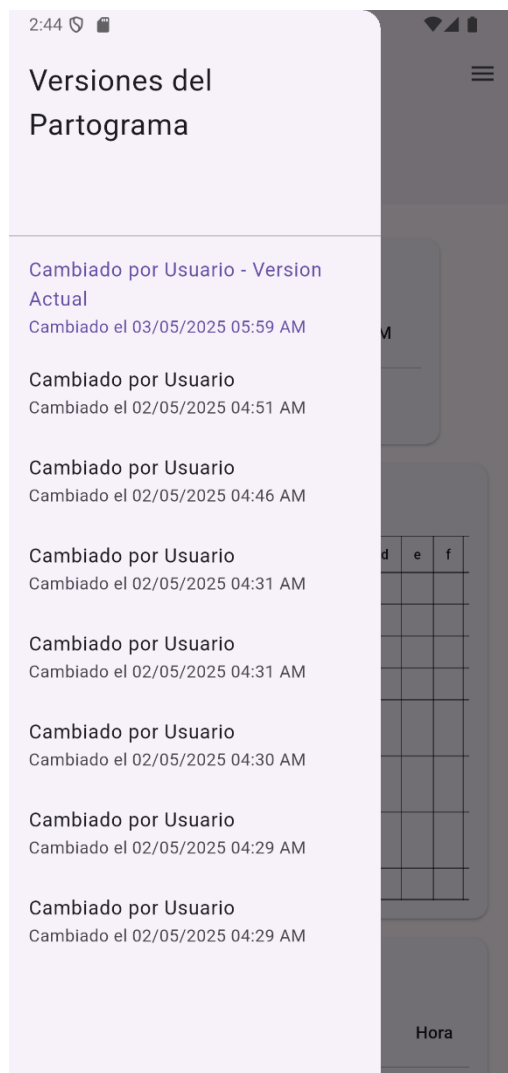 2:44
Versiones del
Partograma
Cambiado por Usuario - Version
Actual
Cambiado el 03/05/2025 05:59 AM
M
Cambiado por Usuario
Cambiado el 02/05/2025 04:51 AM
Cambiado por Usuario
Cambiado el 02/05/2025 04:46 AM
Cambiado por Usuario
d e f
Cambiado el 02/05/2025 04:31 AM
Cambiado por Usuario
Cambiado el 02/05/2025 04:31 AM
Cambiado por Usuario
Cambiado el 02/05/2025 04:30 AM
Cambiado por Usuario
Cambiado el 02/05/2025 04:29 AM
Cambiado por Usuario
Cambiado el 02/05/2025 04:29 AM
Hora